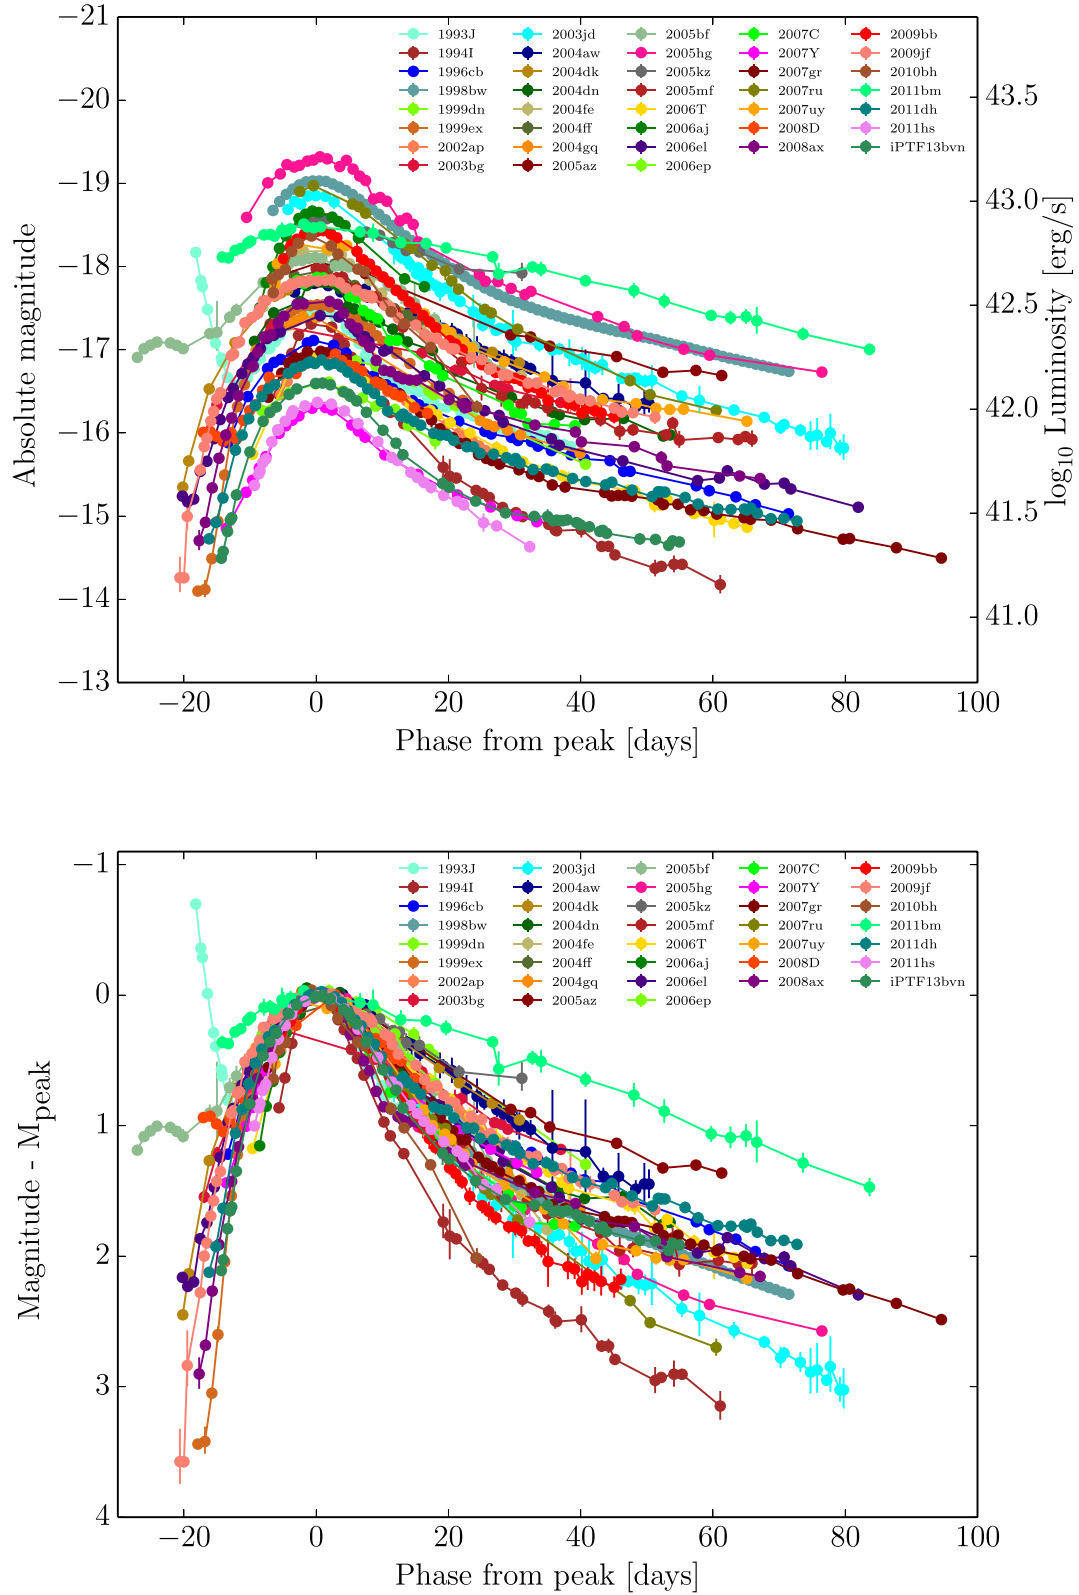 −21
−20
−19
−18
−17
−16
−15
−14
−13
Absolute magnitude
43.5
43.0
42.5
42.0
41.5
41.0
log10 Luminosity [erg/s]
1993J 2003jd 2005bf 2007C 2009bb
1994I 2004aw 2005hg 2007Y 2009jf
1996cb 2004dk 2005kz 2007gr 2010bh
1998bw 2004dn 2005mf 2007ru 2011bm
1999dn 2004fe 2006T 2007uy 2011dh
1999ex 2004ff 2006aj 2008D 2011hs
2002ap 2004gq 2006el 2008ax iPTF13bvn
2003bg 2005az 2006ep
−20 0 20 40 60 80 100
Phase from peak [days]
−1
0
1
2
3
4
Magnitude - Mpeak
1993J 2003jd 2005bf 2007C 2009bb
1994I 2004aw 2005hg 2007Y 2009jf
1996cb 2004dk 2005kz 2007gr 2010bh
1998bw 2004dn 2005mf 2007ru 2011bm
1999dn 2004fe 2006T 2007uy 2011dh
1999ex 2004ff 2006aj 2008D 2011hs
2002ap 2004gq 2006el 2008ax iPTF13bvn
2003bg 2005az 2006ep
−20 0 20 40 60 80 100
Phase from peak [days]